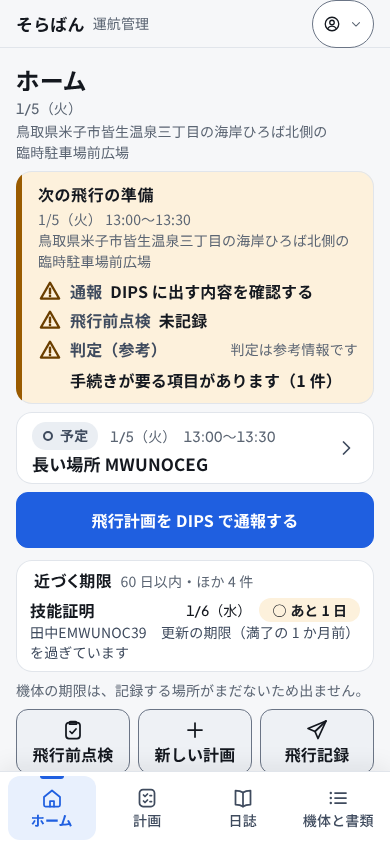 そらばん 運航管理
ホーム
1/5（火）
鳥取県米子市皆生温泉三丁目の海岸ひろば北側の
臨時駐車場前広場
次の飛行の準備
1/5（火） 13:00〜13:30
鳥取県米子市皆生温泉三丁目の海岸ひろば北側の
臨時駐車場前広場
通報 DIPS に出す内容を確認する
飛行前点検 未記録
判定（参考） 判定は参考情報です
手続きが要る項目があります（1 件）
予定 1/5（火） 13:00〜13:30
長い場所 MWUNOCEG
飛行計画を DIPS で通報する
近づく期限 60 日以内・ほか 4 件
技能証明 1/6（水） あと 1 日
田中EMWUNOC39 更新の期限（満了の 1 か月前）
を過ぎています
機体の期限は、記録する場所がまだないため出ません。
飛行前点検 新しい計画 飛行記録
ホーム 計画 日誌 機体と書類